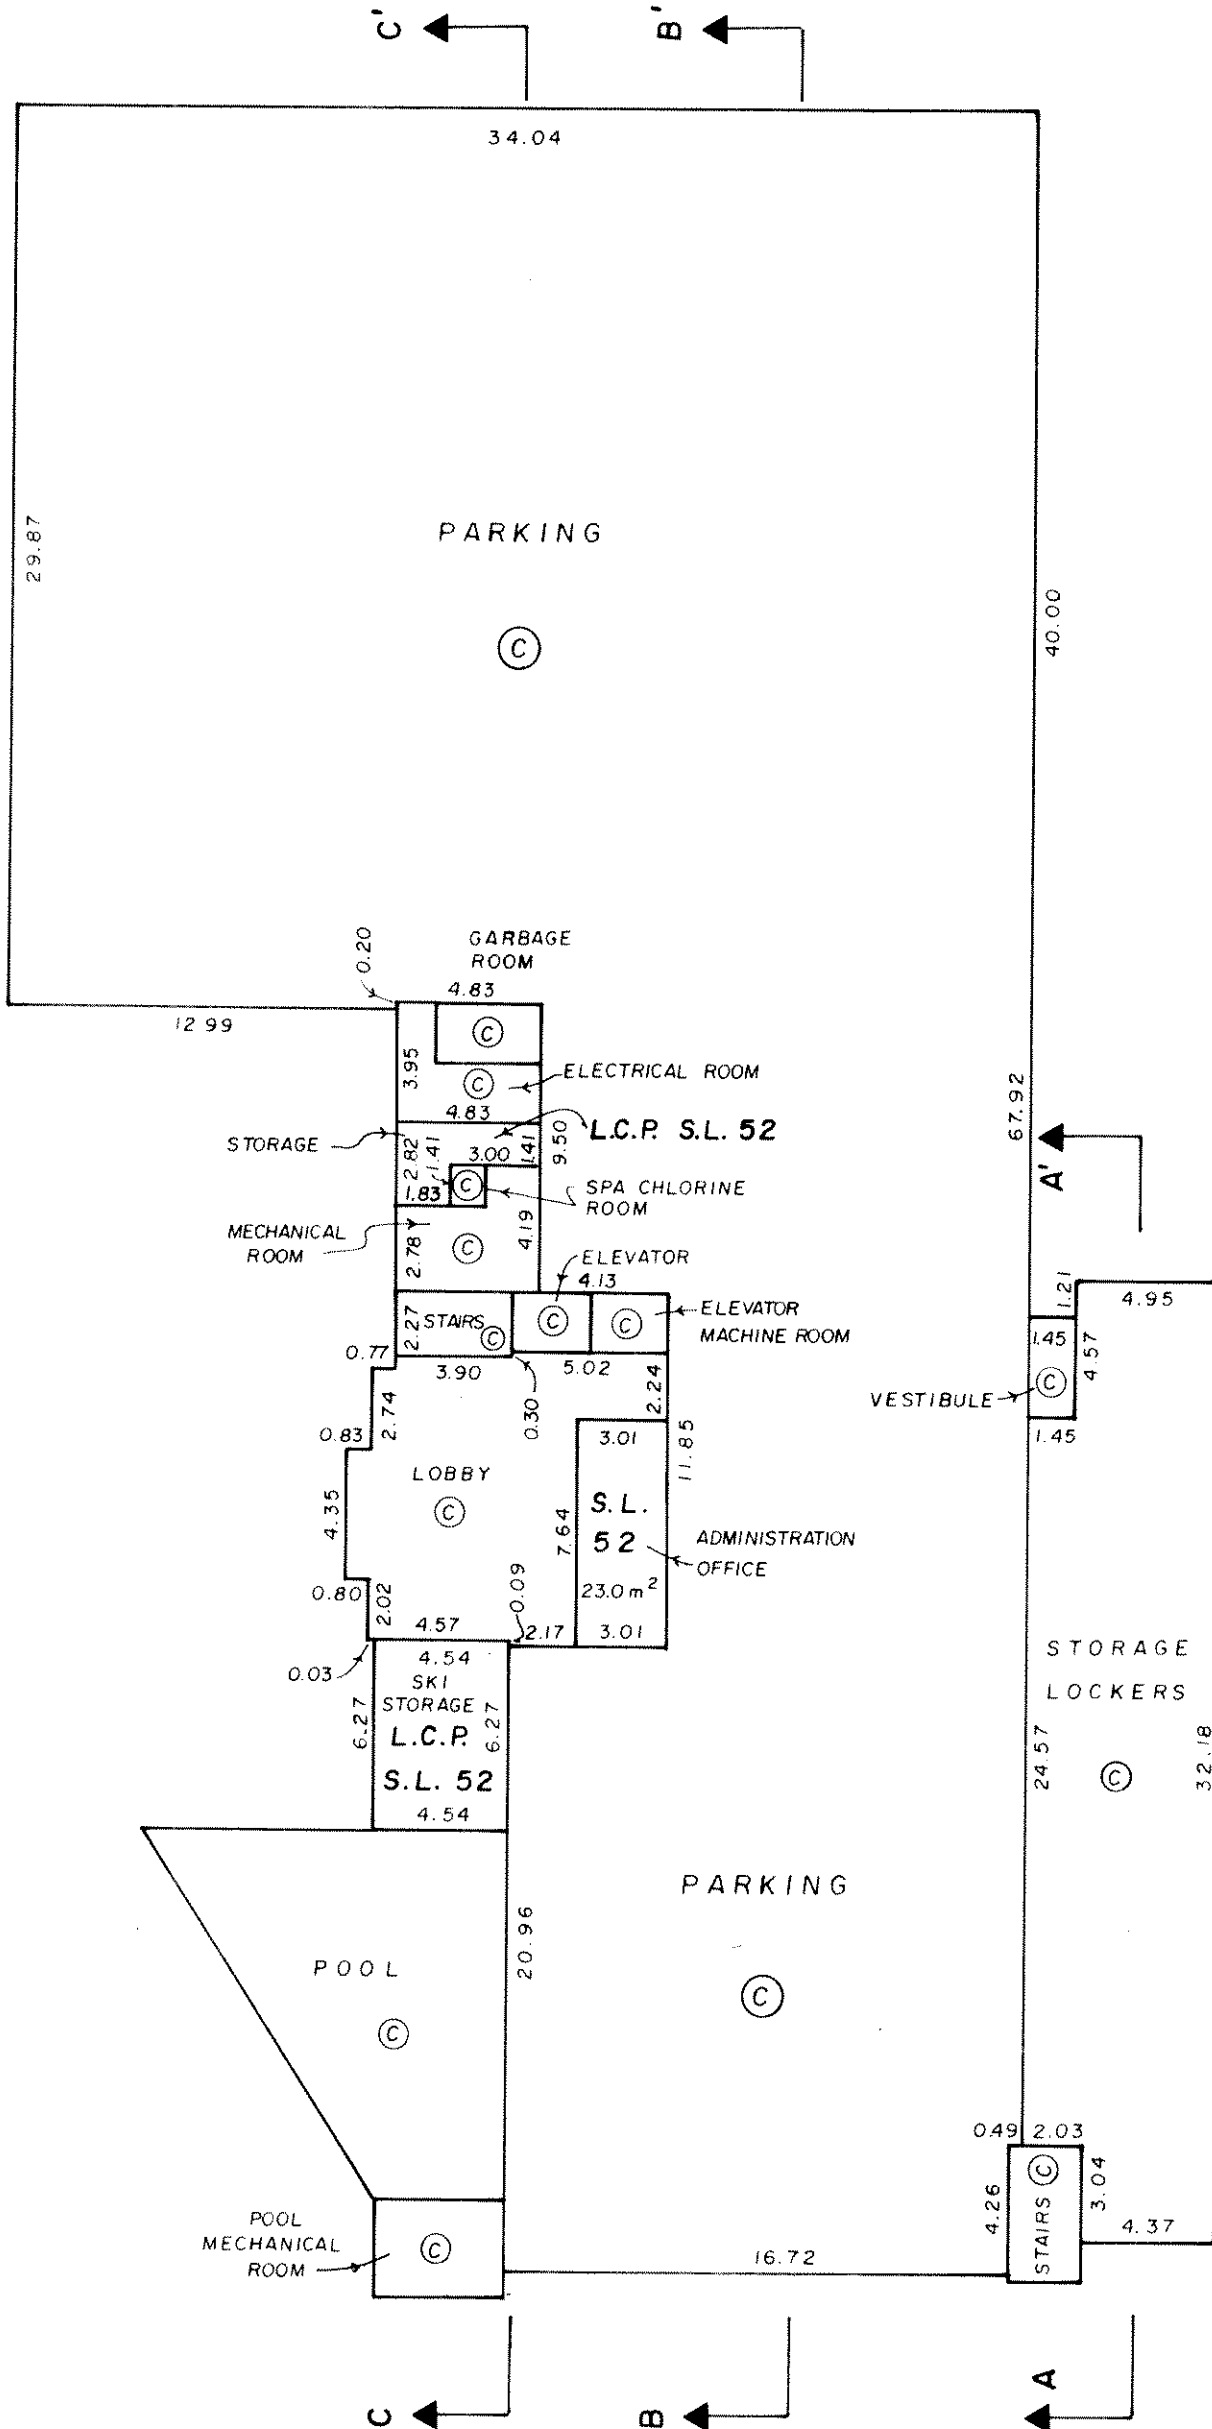 C'
B'
34.04
29.87
PARKING
C
40.00
0.20
GARBAGE
ROOM
4.83
12.99
C
3.95
C
ELECTRICAL ROOM
67.92
4.83
L.C.P. S.L. 52
STORAGE
2.82
1.41
3.00
1.41
9.50
A'
1.83
C
SPA CHLORINE
ROOM
MECHANICAL
ROOM
2.78
C
4.19
ELEVATOR
4.13
1.21
4.95
2.27
STAIRS
C
C
C
ELEVATOR
MACHINE ROOM
1.45
4.57
0.77
3.90
0.30
5.02
2.24
C
VESTIBULE
2.74
0.83
3.01
11.85
1.45
LOBBY
C
4.35
7.64
S.L.
52
ADMINISTRATION
OFFICE
23.0 m²
0.80
2.02
0.09
4.57
2.17
3.01
0.03
4.54
SKI
STORAGE
L.C.P.
S.L. 52
6.27
6.27
4.54
STORAGE
LOCKERS
24.57
C
32.18
PARKING
C
20.96
POOL
C
0.49
2.03
4.26
STAIRS
C
3.04
4.37
POOL
MECHANICAL
ROOM
C
16.72
C
B
A